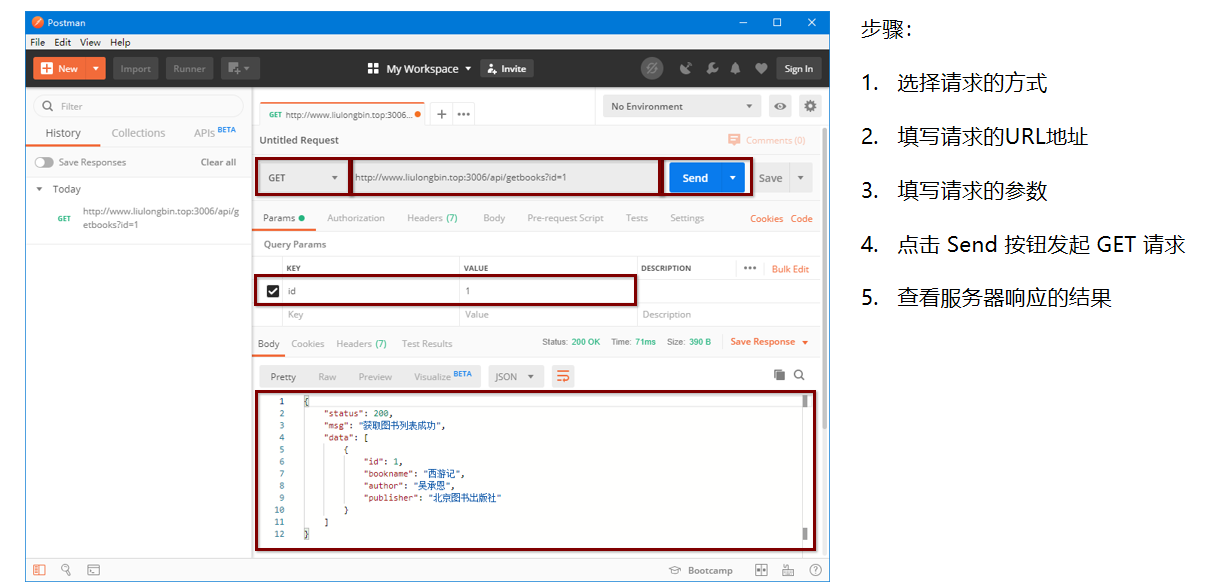 Postman
File Edit View Help
New Import Runner My Workspace Invite Sign In
Filter
History Collections APIs BETA
Save Responses Clear all
Today
GET http://www.liulongbin.top:3006/api/g
etbooks?id=1
GET http://www.liulongbin.top:3006... + ••• No Environment
Untitled Request Comments (0)
GET http://www.liulongbin.top:3006/api/getbooks?id=1 Send Save
Params Authorization Headers (7) Body Pre-request Script Tests Settings Cookies Code
Query Params
KEY VALUE DESCRIPTION ••• Bulk Edit
id 1
Key Value Description
Body Cookies Headers (7) Test Results Status: 200 OK Time: 71ms Size: 390 B Save Response
Pretty Raw Preview Visualize BETA JSON
1 {
2 "status": 200,
3 "msg": "获取图书列表成功",
4 "data": [
5 {
6 "id": 1,
7 "bookname": "西游记",
8 "author": "吴承恩",
9 "publisher": "北京图书出版社"
10 }
11 ]
12 }
Bootcamp
步骤：
1. 选择请求的方式
2. 填写请求的URL地址
3. 填写请求的参数
4. 点击 Send 按钮发起 GET 请求
5. 查看服务器响应的结果